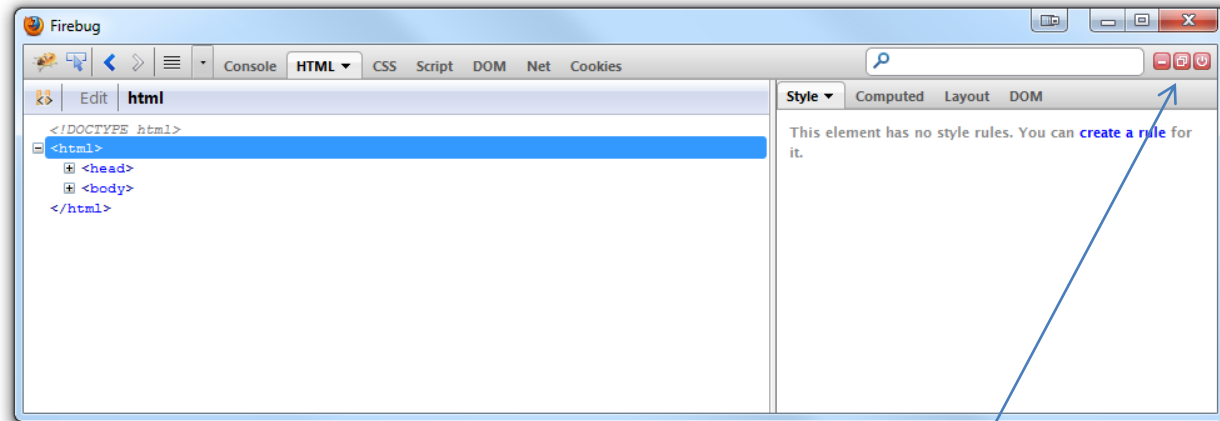 Firebug
Console HTML CSS Script DOM Net Cookies
Edit html
Style Computed Layout DOM
<!DOCTYPE html>
<html>
<head>
<body>
</html>
This element has no style rules. You can create a rule for
it.